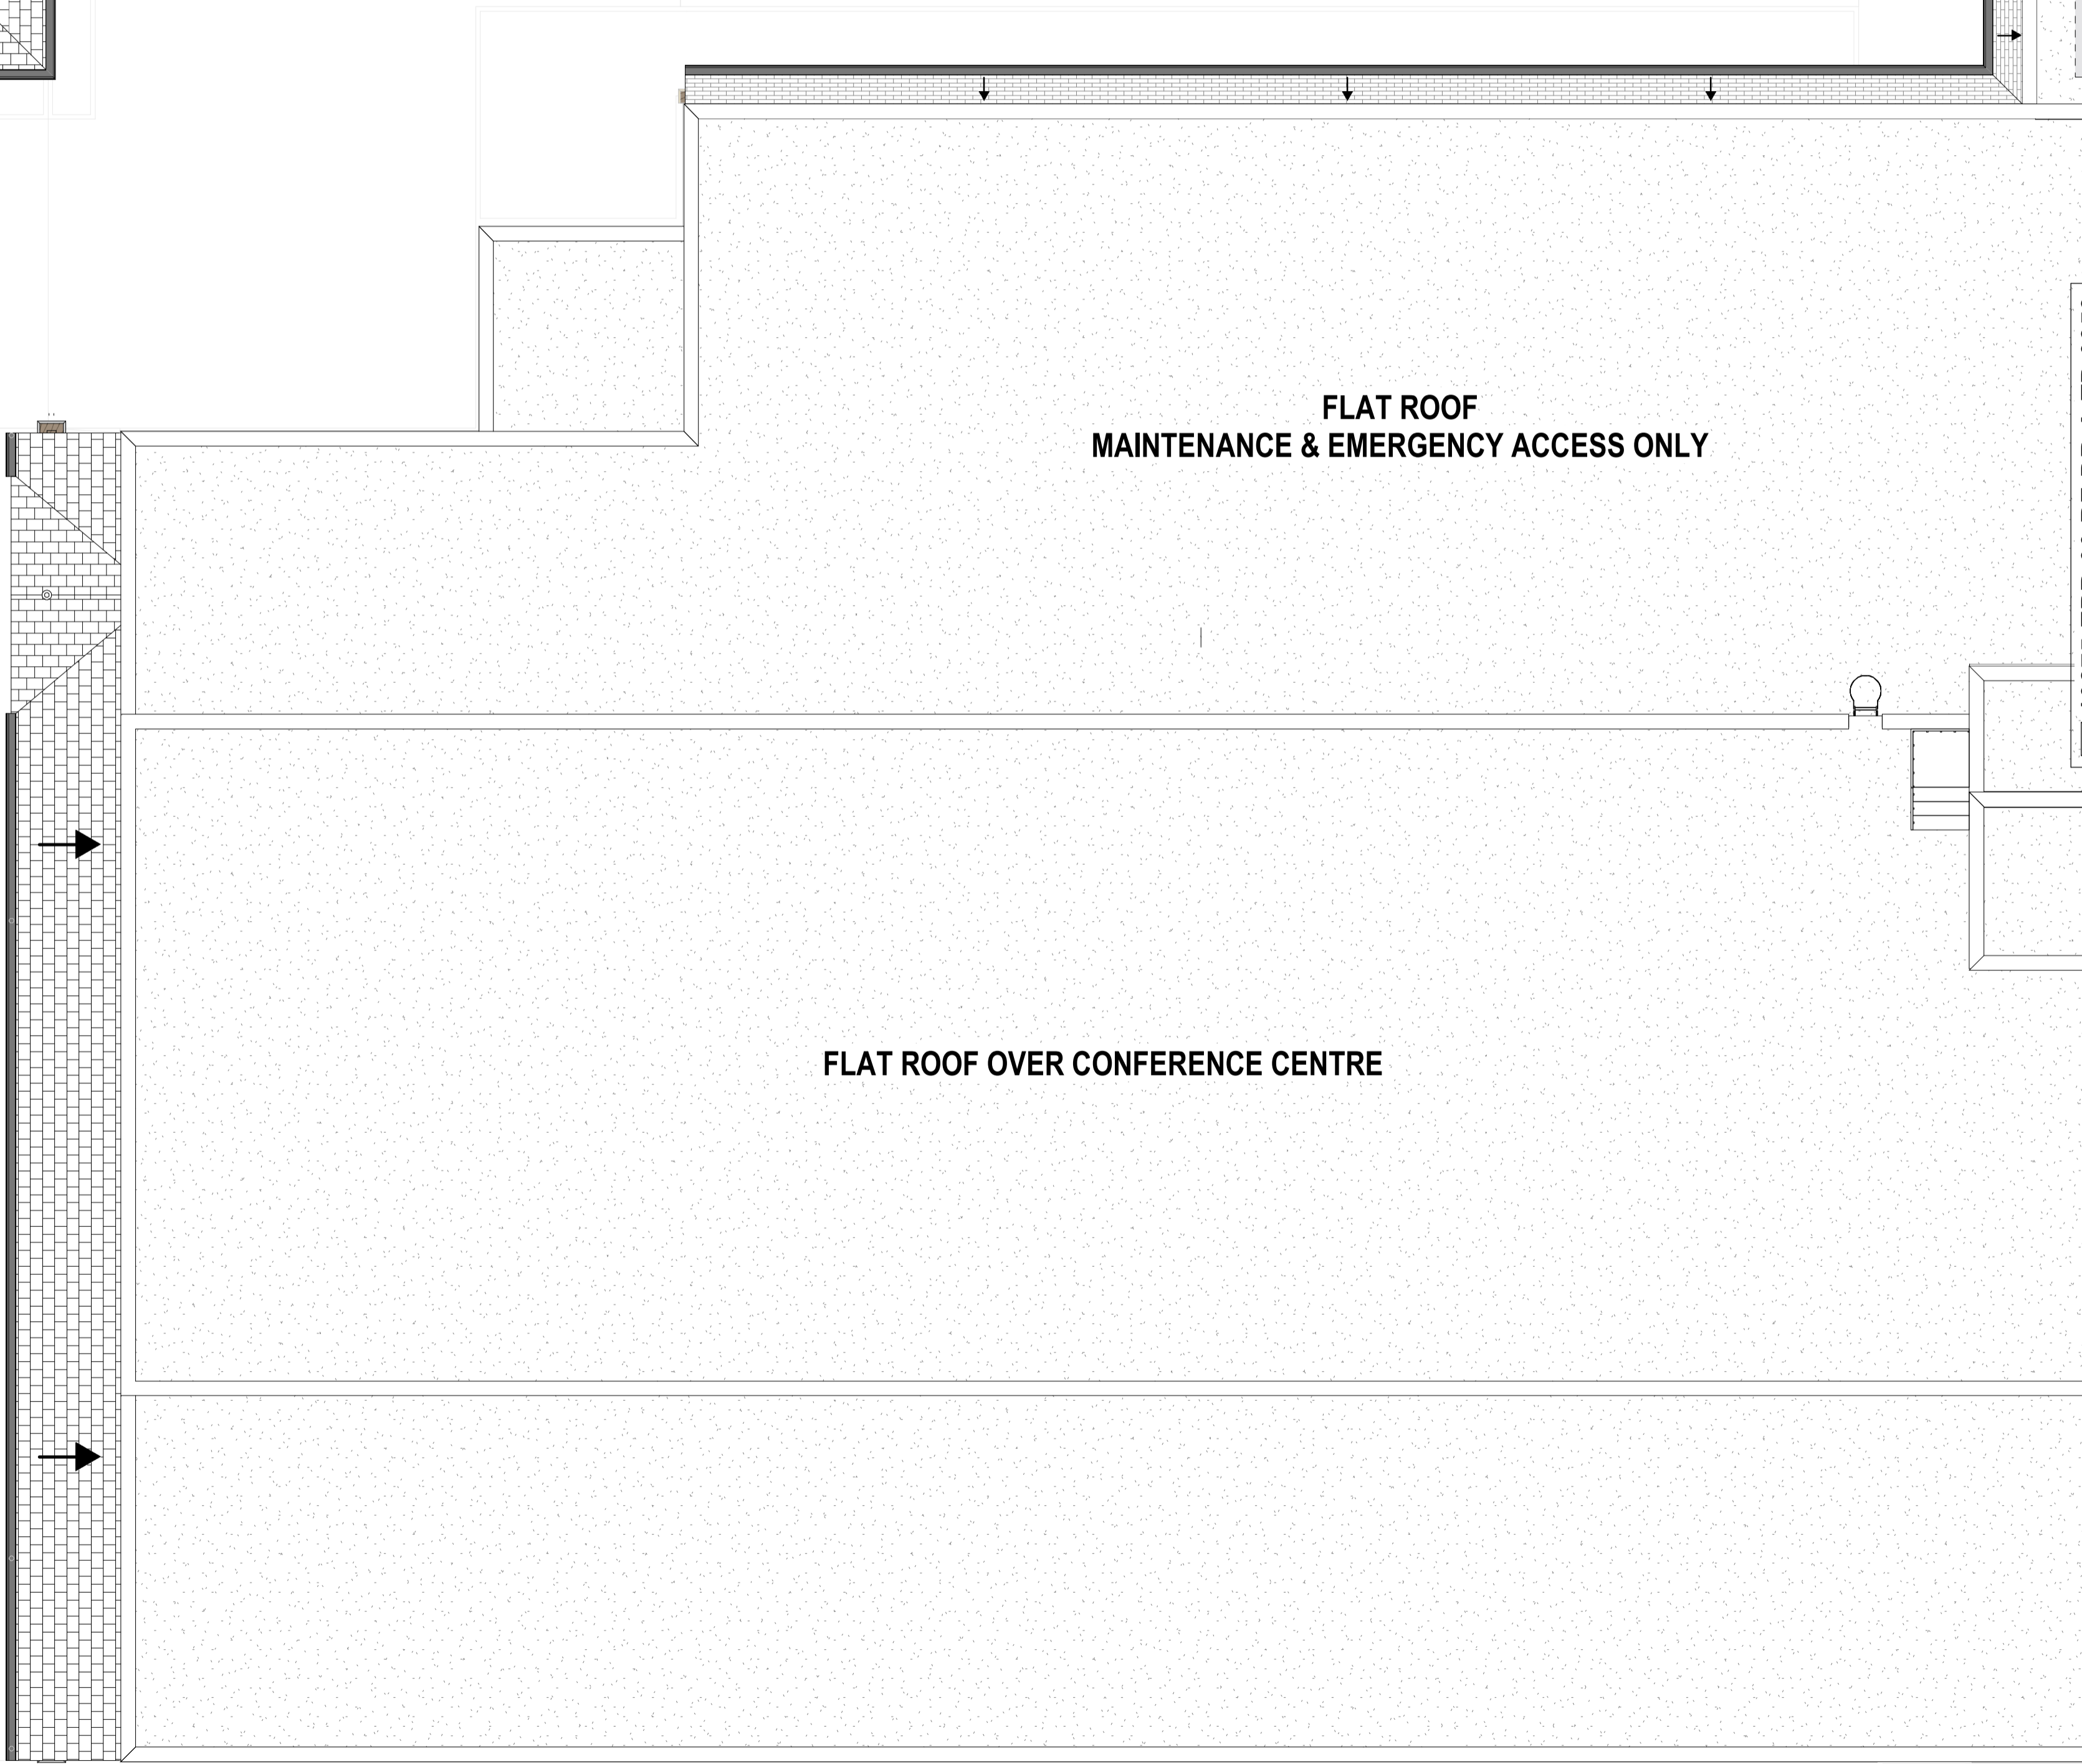 FLAT ROOF
MAINTENANCE & EMERGENCY ACCESS ONLY
FLAT ROOF OVER CONFERENCE CENTRE